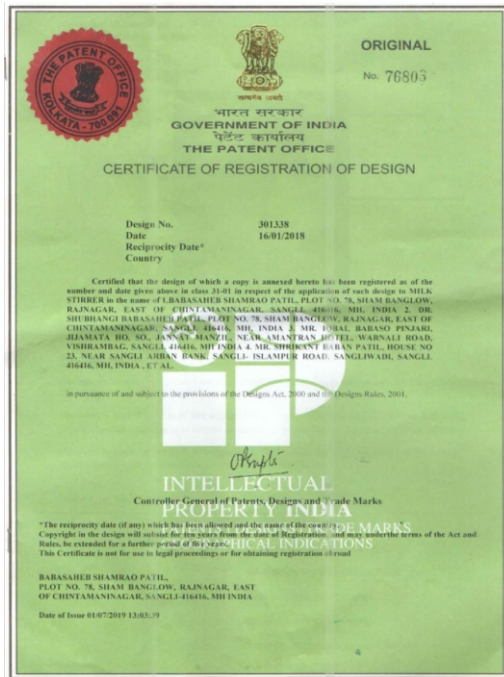 THE PATENT OFFICE
KOLKATA - 700 091
ORIGINAL
No. 76803
भारत सरकार
GOVERNMENT OF INDIA
पेटेंट कार्यालय
THE PATENT OFFICE
CERTIFICATE OF REGISTRATION OF DESIGN
Design No. 301338
Date 16/01/2018
Reciprocity Date*
Country
Certified that the design of which a copy is annexed hereto has been registered as of the
number and date given above in class 31-01 in respect of the application of such design to MILK
STIRRER in the name of 1.BABASAHEB SHAMRAO PATIL, PLOT NO. 78, SHAM BANGLOW,
RAJNAGAR, EAST OF CHINTAMANINAGAR, SANGLI, 416416, MH, INDIA 2. DR.
SHUBHANGI BABASAHEB PATIL, PLOT NO. 78, SHAM BANGLOW, RAJNAGAR, EAST OF
CHINTAMANINAGAR, SANGLI, 416416, MH, INDIA 3. MR. IQBAL BABASO PINJARI,
JIJAMATA HO, SO, JANNAT MANZIL, NEAR AMANTRAN HOTEL, WARNALI ROAD,
VISHRAMBAG, SANGLI, 416416, MH INDIA 4. MR. SHRIKANT BABAN PATIL, HOUSE NO
23, NEAR SANGLI ARBAN BANK, SANGLI- ISLAMPUR ROAD, SANGLIWADI, SANGLI,
416416, MH, INDIA , ET AL.
in pursuance of and subject to the provisions of the Designs Act, 2000 and the Designs Rules, 2001.
INTELLECTUAL
PROPERTY INDIA
Controller General of Patents, Designs and Trade Marks
*The reciprocity date (if any) which has been allowed and the name of the country.
Copyright in the design will subsist for ten years from the date of Registration, and may under the terms of the Act and
Rules, be extended for a further period of five years.
This Certificate is not for use in legal proceedings or for obtaining registration abroad
BABASAHEB SHAMRAO PATIL,
PLOT NO. 78, SHAM BANGLOW, RAJNAGAR, EAST
OF CHINTAMANINAGAR, SANGLI-416416, MH INDIA
Date of Issue 01/07/2019 13:03:39